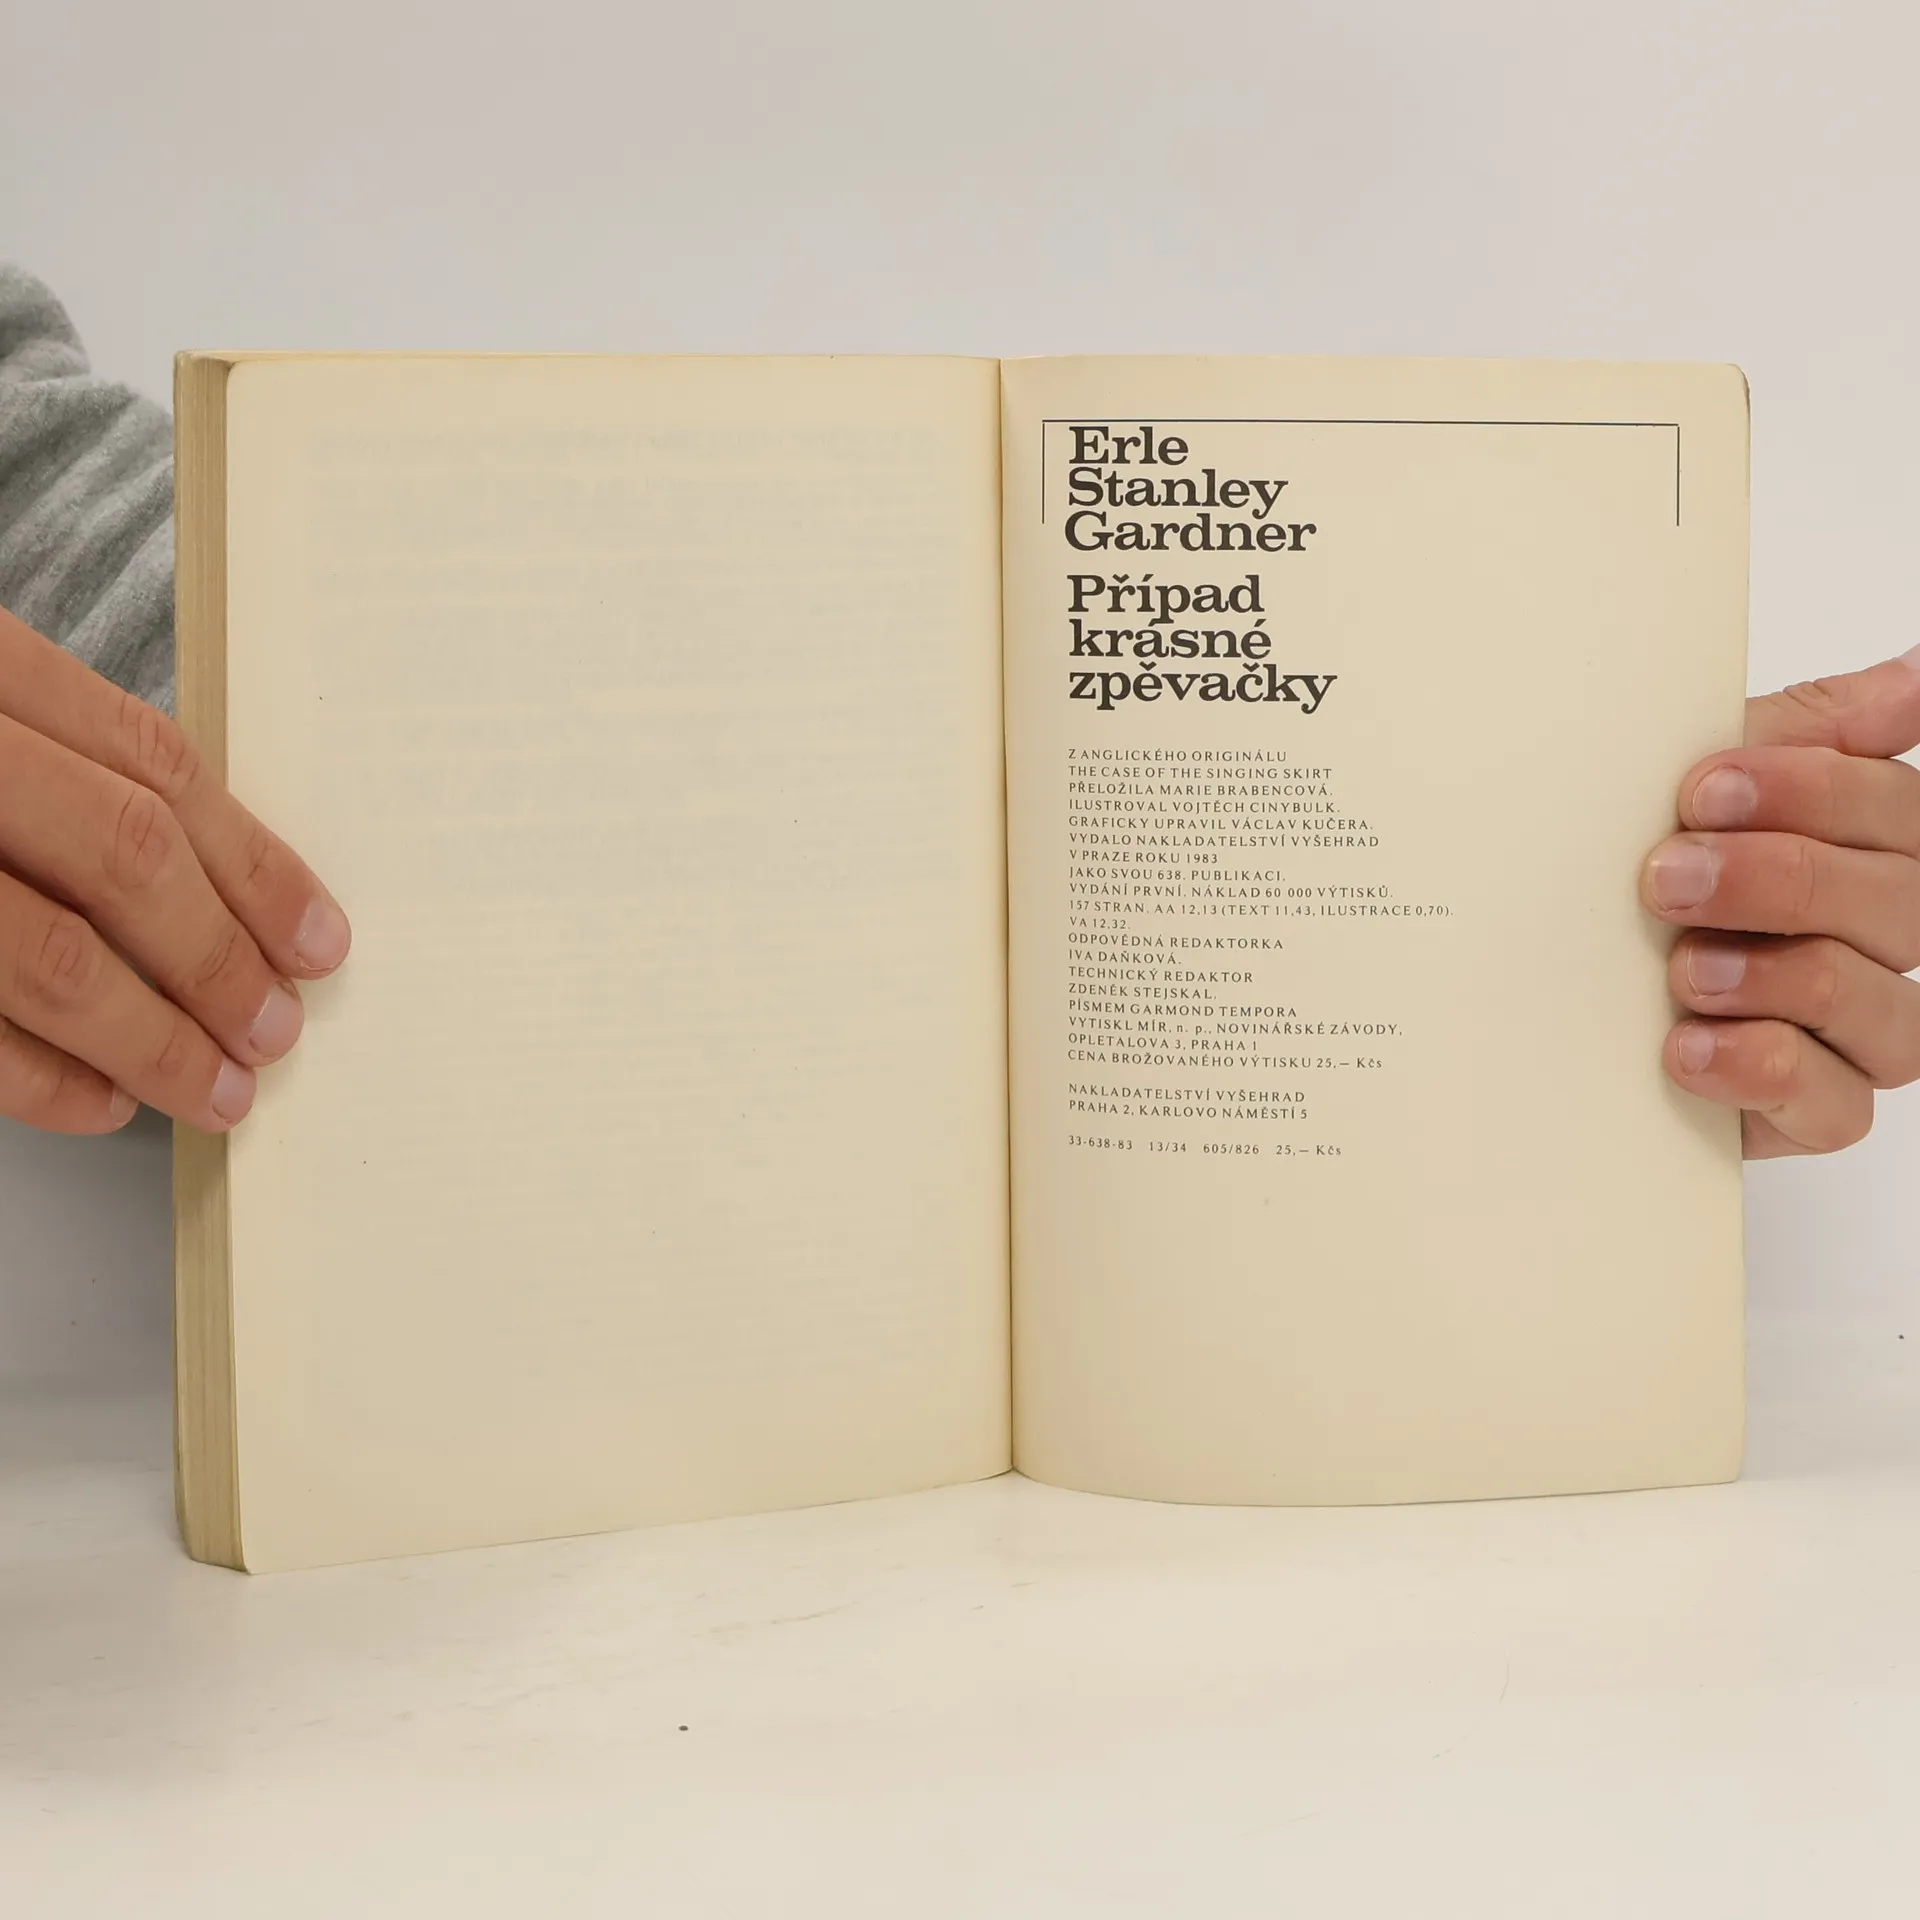 Erle
Stanley
Gardner
Případ
krásné
zpěvačky
Z ANGLICKÉHO ORIGINÁLU
THE CASE OF THE SINGING SKIRT
PŘELOŽILA MARIE BRABENCOVÁ.
ILUSTROVAL VOJTĚCH CINYBULK.
GRAFICKY UPRAVIL VÁCLAV KUČERA.
VYDALO NAKLADATELSTVÍ VYŠEHRAD
V PRAZE ROKU 1983
JAKO SVOU 638. PUBLIKACI.
VYDÁNÍ PRVNÍ. NÁKLAD 60 000 VÝTISKŮ.
157 STRAN. AA 12,13 (TEXT 11,43, ILUSTRACE 0,70).
VA 12,32.
ODPOVĚDNÁ REDAKTORKA
IVA DAŇKOVÁ.
TECHNICKÝ REDAKTOR
ZDENĚK STEJSKAL.
PÍSMEM GARMOND TEMPORA
VYTISKL MÍR, n. p., NOVINÁŘSKÉ ZÁVODY,
OPLETALOVA 3, PRAHA 1
CENA BROŽOVANÉHO VÝTISKU 25,— Kčs
NAKLADATELSTVÍ VYŠEHRAD
PRAHA 2, KARLOVO NÁMĚSTÍ 5
33-638-83 13/34 605/826 25,— Kčs